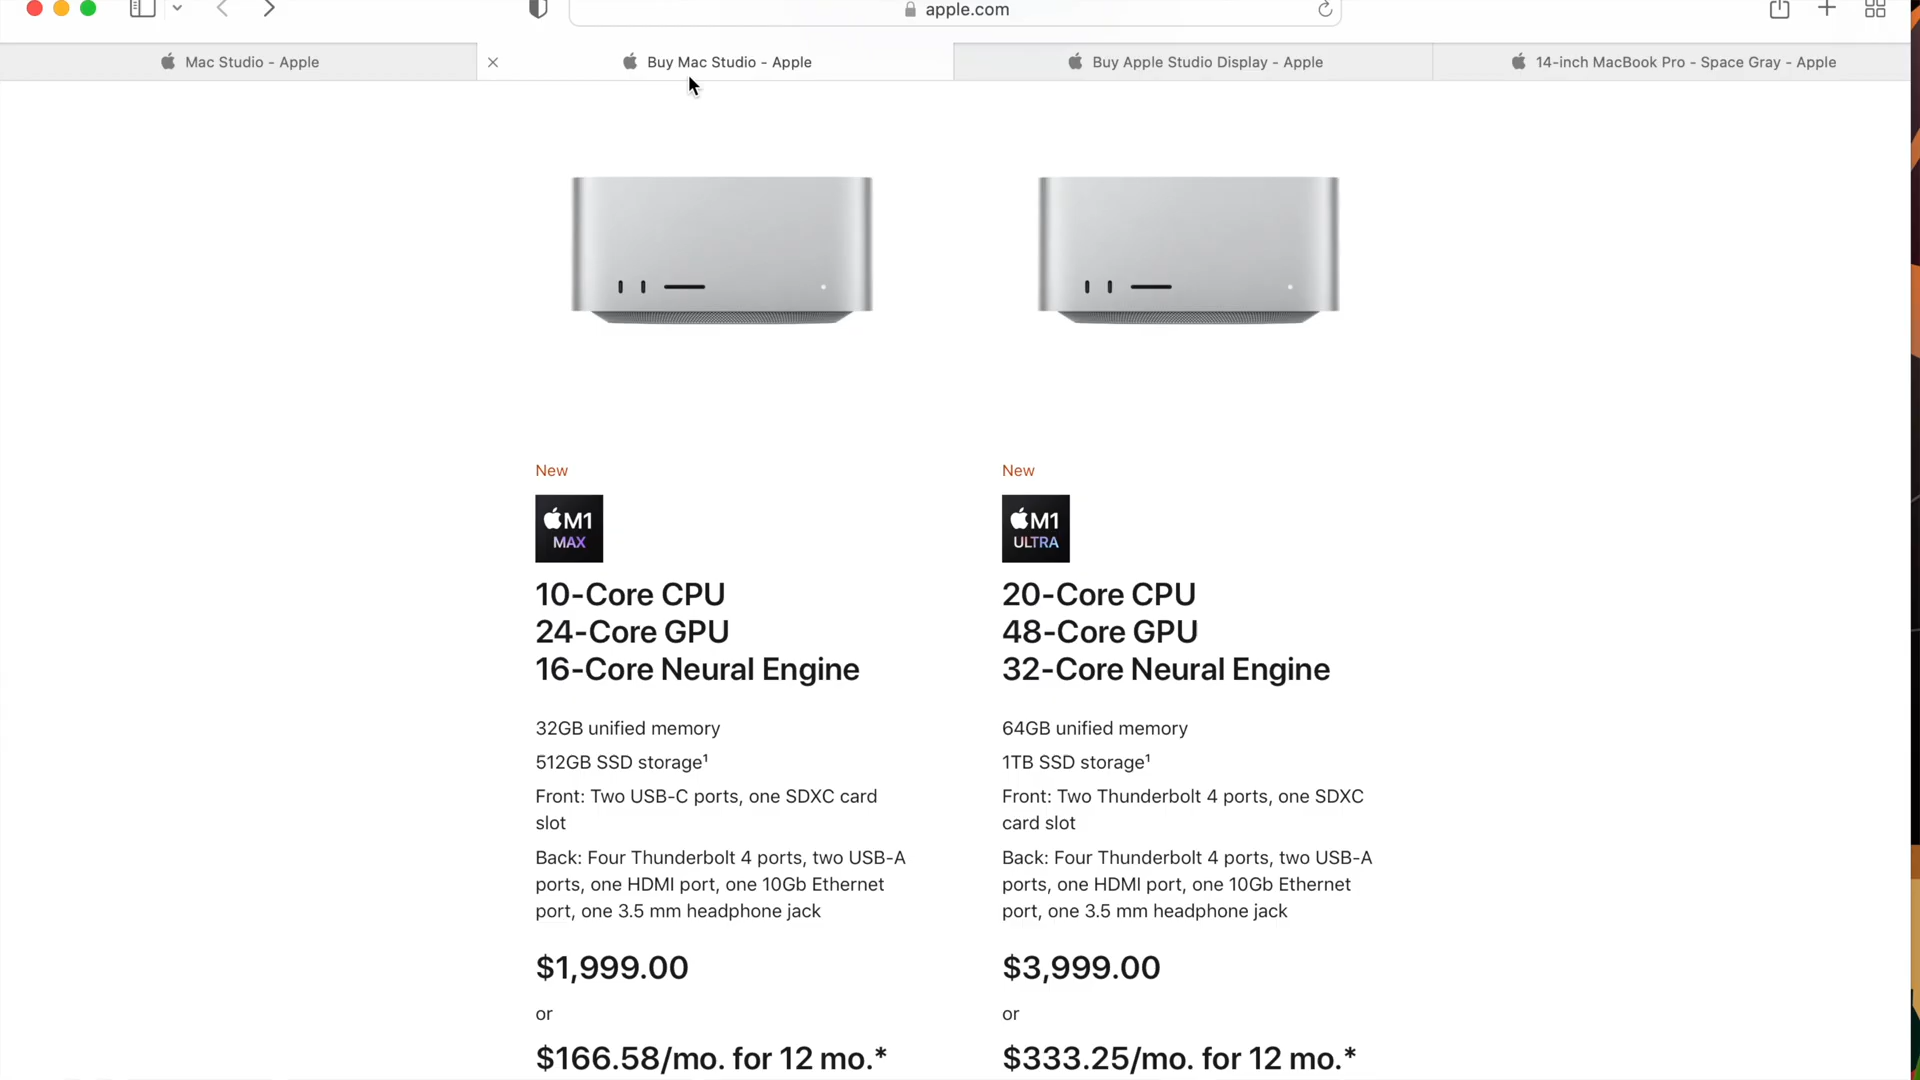 apple.com
Mac Studio - Apple
Buy Mac Studio - Apple
Buy Apple Studio Display - Apple
14-inch MacBook Pro - Space Gray - Apple
New
M1
MAX
10-Core CPU
24-Core GPU
16-Core Neural Engine
32GB unified memory
512GB SSD storage¹
Front: Two USB-C ports, one SDXC card
slot
Back: Four Thunderbolt 4 ports, two USB-A
ports, one HDMI port, one 10Gb Ethernet
port, one 3.5 mm headphone jack
$1,999.00
or
$166.58/mo. for 12 mo.*
New
M1
ULTRA
20-Core CPU
48-Core GPU
32-Core Neural Engine
64GB unified memory
1TB SSD storage¹
Front: Two Thunderbolt 4 ports, one SDXC
card slot
Back: Four Thunderbolt 4 ports, two USB-A
ports, one HDMI port, one 10Gb Ethernet
port, one 3.5 mm headphone jack
$3,999.00
or
$333.25/mo. for 12 mo.*